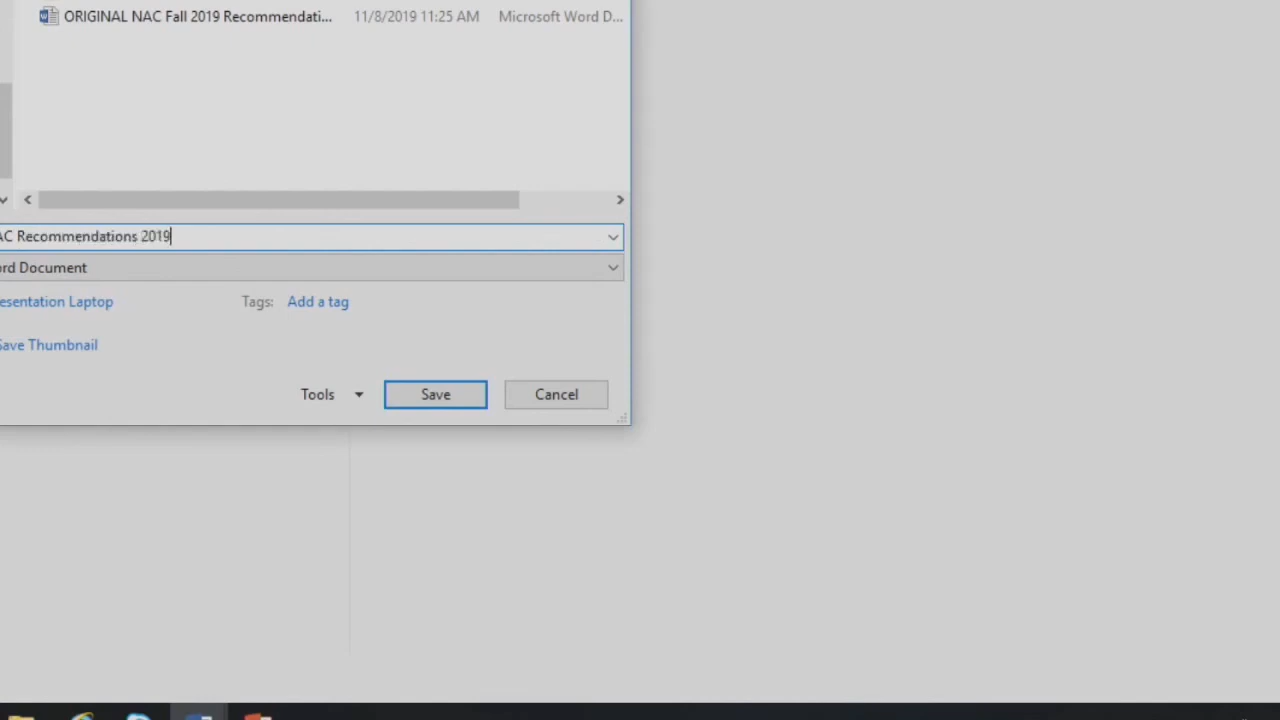 ORIGINAL NAC Fall 2019 Recommendati... 11/8/2019 11:25 AM Microsoft Word D...
AC Recommendations 2019
ord Document
esentation Laptop Tags: Add a tag
Save Thumbnail
Tools Save Cancel